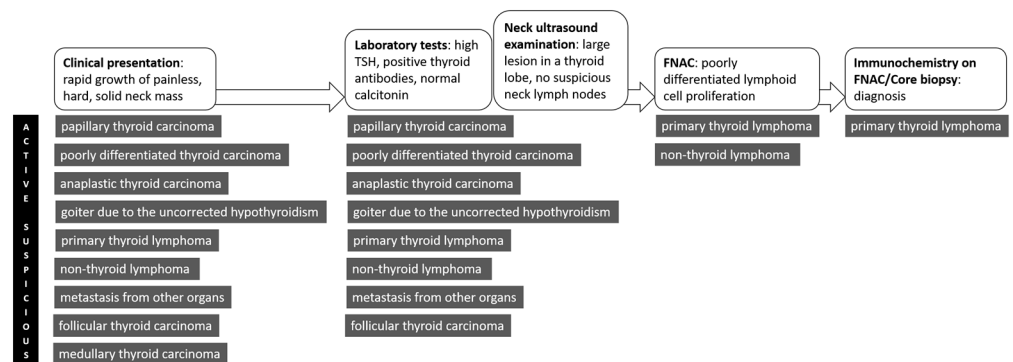 Clinical presentation:
rapid growth of painless,
hard, solid neck mass
Laboratory tests: high
TSH, positive thyroid
antibodies, normal
calcitonin
Neck ultrasound
examination: large
lesion in a thyroid
lobe, no suspicious
neck lymph nodes
FNAC: poorly
differentiated lymphoid
cell proliferation
Immunochemistry on
FNAC/Core biopsy:
diagnosis
ACTIVE SUSPICIOUS
papillary thyroid carcinoma
poorly differentiated thyroid carcinoma
anaplastic thyroid carcinoma
goiter due to the uncorrected hypothyroidism
primary thyroid lymphoma
non-thyroid lymphoma
metastasis from other organs
follicular thyroid carcinoma
medullary thyroid carcinoma
papillary thyroid carcinoma
poorly differentiated thyroid carcinoma
anaplastic thyroid carcinoma
goiter due to the uncorrected hypothyroidism
primary thyroid lymphoma
non-thyroid lymphoma
metastasis from other organs
follicular thyroid carcinoma
primary thyroid lymphoma
non-thyroid lymphoma
primary thyroid lymphoma